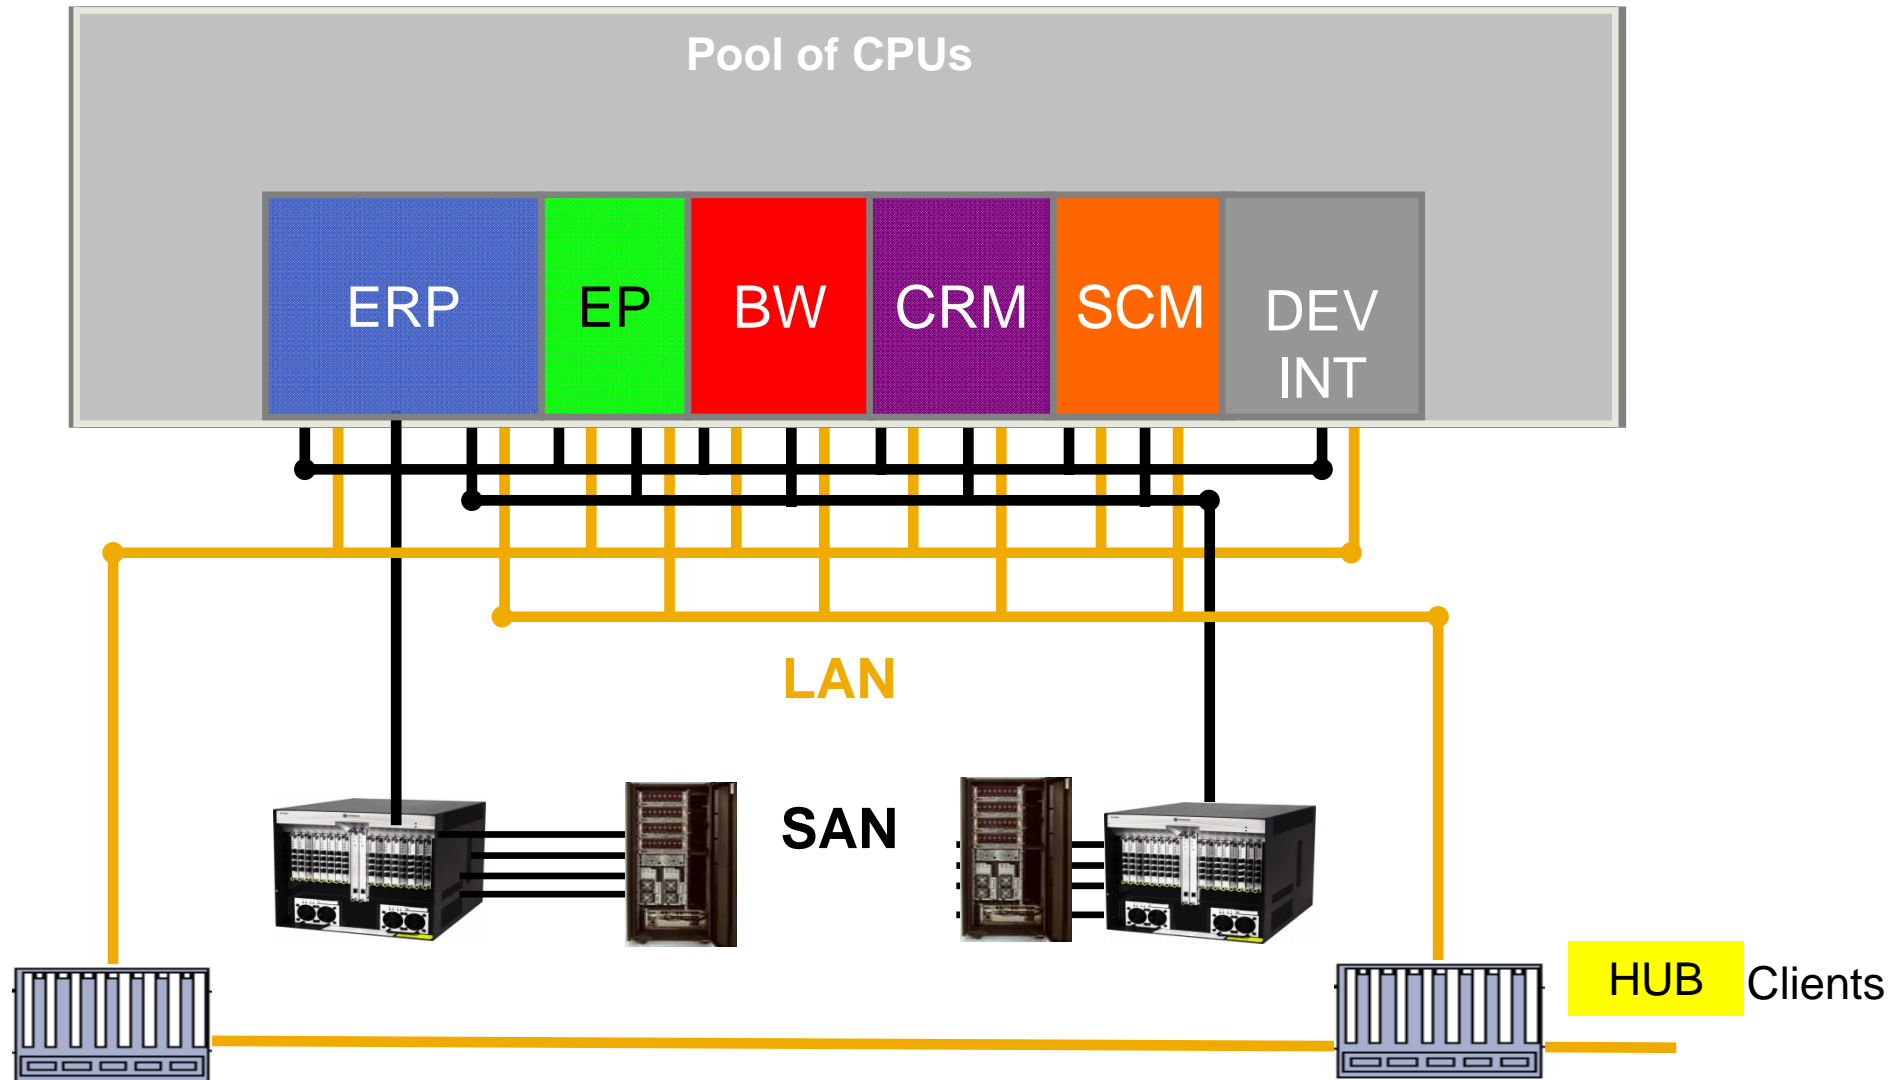 Pool of CPUs
ERP
EP
BW
CRM
SCM
DEV
INT
LAN
SAN
HUB
Clients